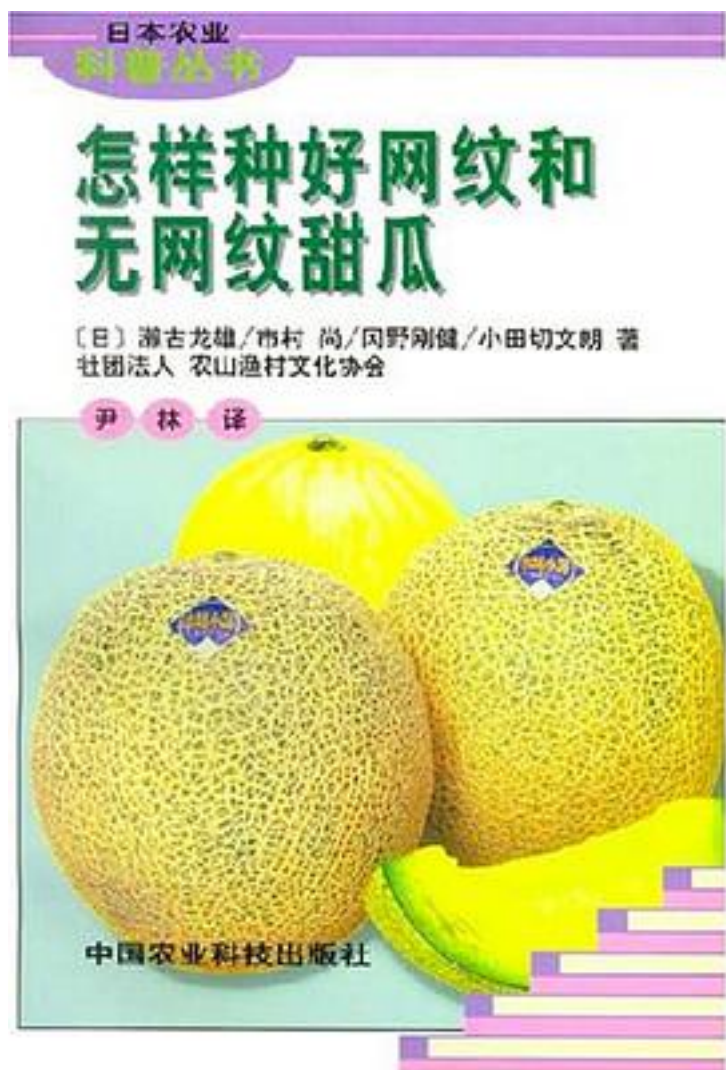 日本农业
科普丛书
怎样种好网纹和
无网纹甜瓜
〔日〕濑古龙雄/市村 尚/冈野刚健/小田切文朗 著
社团法人 农山渔村文化协会
尹 林 译
中国农业科技出版社